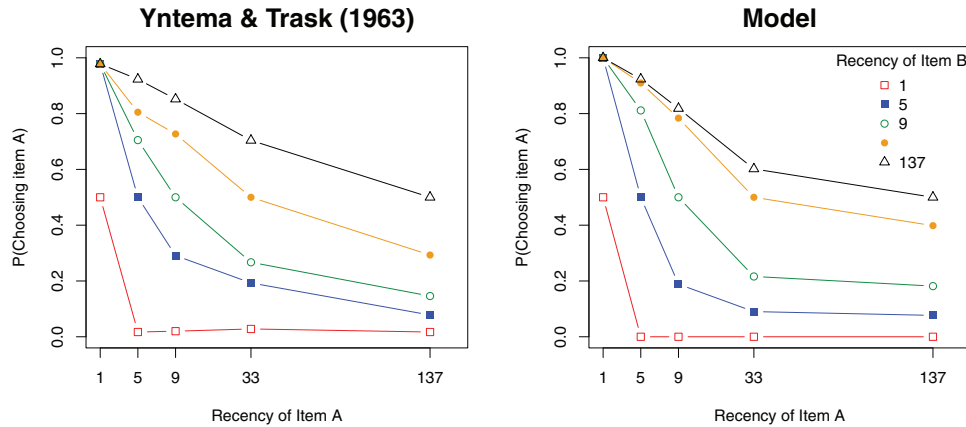 Yntema & Trask (1963)
P(Choosing item A)
1.0
0.8
0.6
0.4
0.2
0.0
1 5 9 33 137
Recency of Item A
Model
P(Choosing item A)
1.0
0.8
0.6
0.4
0.2
0.0
Recency of Item B
1
5
9
137
1 5 9 33 137
Recency of Item A